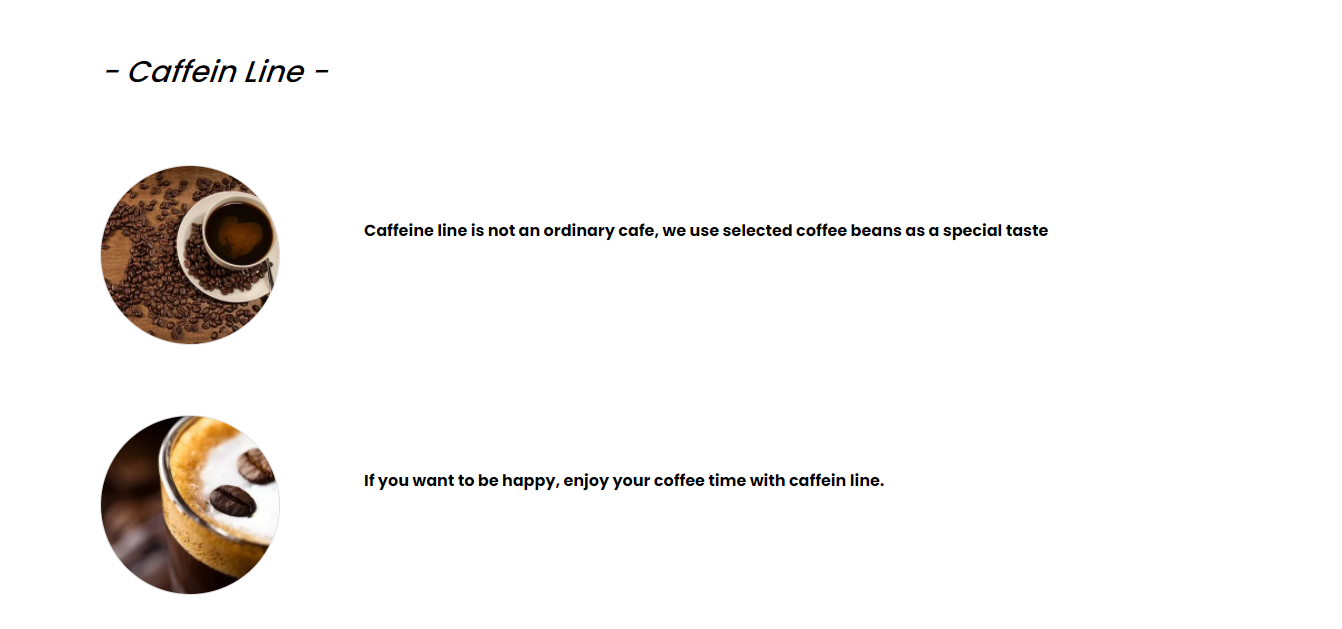 - Caffein Line -
Caffeine line is not an ordinary cafe, we use selected coffee beans as a special taste
If you want to be happy, enjoy your coffee time with caffein line.